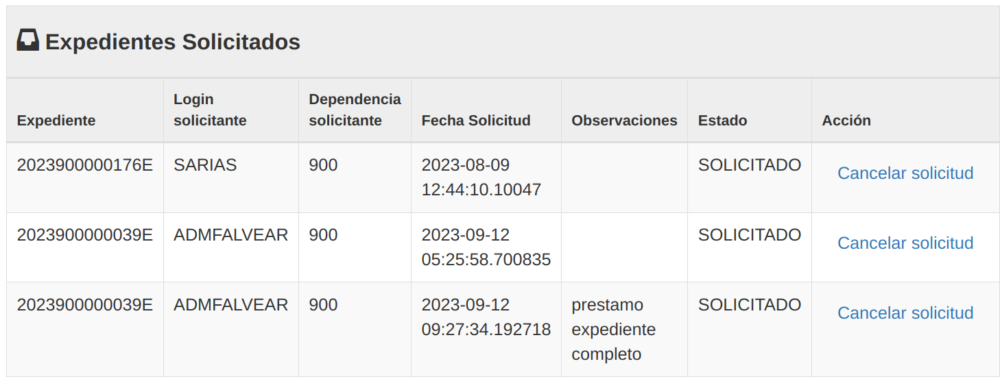 Expedientes Solicitados
Expediente Login solicitante Dependencia solicitante Fecha Solicitud Observaciones Estado Acción
2023900000176E SARIAS 900 2023-08-09 12:44:10.10047 SOLICITADO Cancelar solicitud
2023900000039E ADMFALVEAR 900 2023-09-12 05:25:58.700835 SOLICITADO Cancelar solicitud
2023900000039E ADMFALVEAR 900 2023-09-12 09:27:34.192718 prestamo expediente completo SOLICITADO Cancelar solicitud